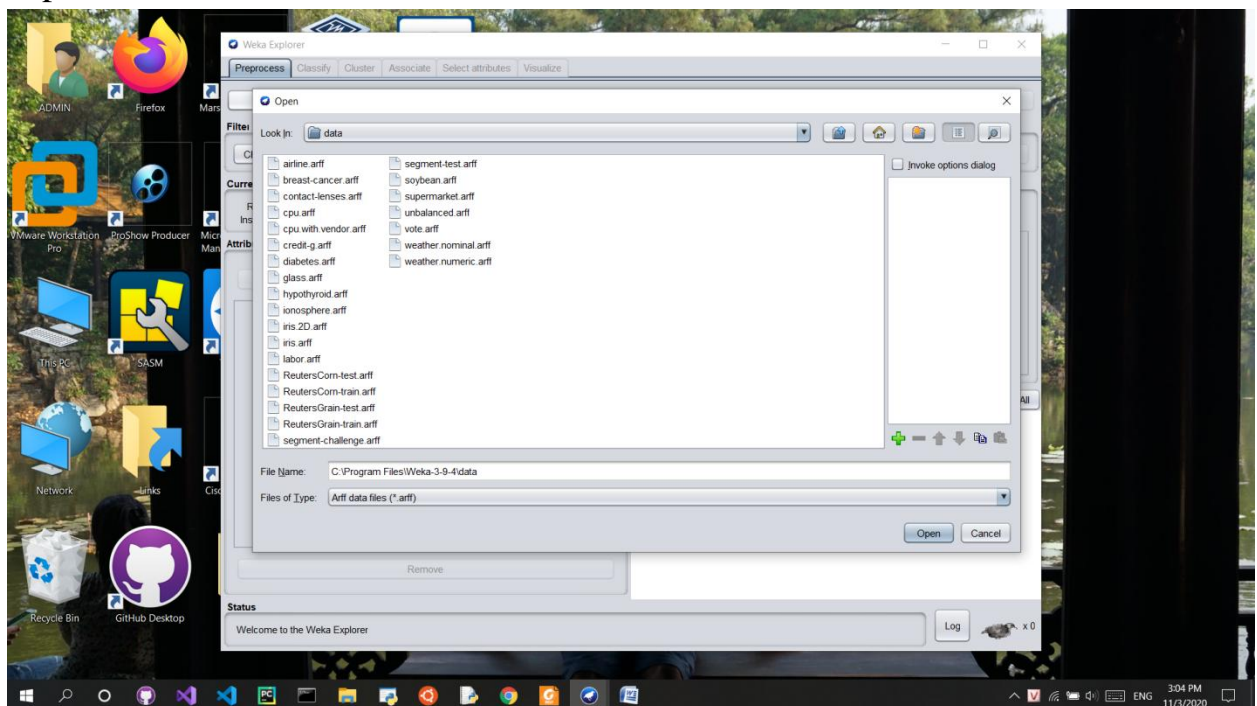 Weka Explorer
Preprocess Classify Cluster Associate Select attributes Visualize
Open
Look In: data
airline.arff
breast-cancer.arff
contact-lenses.arff
cpu.arff
cpu.with.vendor.arff
credit-g.arff
diabetes.arff
glass.arff
hypothyroid.arff
ionosphere.arff
iris.2D.arff
iris.arff
labor.arff
ReutersCorn-test.arff
ReutersCorn-train.arff
ReutersGrain-test.arff
ReutersGrain-train.arff
segment-challenge.arff
segment-test.arff
soybean.arff
supermarket.arff
unbalanced.arff
vote.arff
weather.nominal.arff
weather.numeric.arff
Invoke options dialog
File Name: C:\Program Files\Weka-3-9-4\data
Files of Type: Arff data files (*.arff)
Open Cancel
All
Remove
Status
Welcome to the Weka Explorer
Log x 0
ADMIN
Firefox
VMware Workstation
Pro
ProShow Producer
This PC
SASM
Network
Links
Recycle Bin
GitHub Desktop
ENG
3:04 PM
11/3/2020